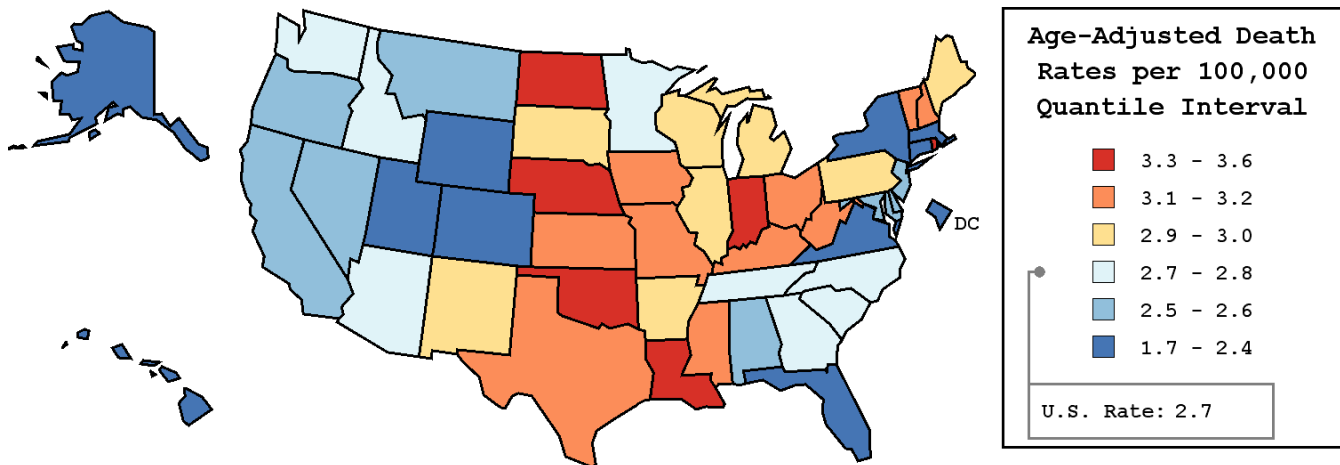 DC
Age-Adjusted Death
Rates per 100,000
Quantile Interval
3.3 - 3.6
3.1 - 3.2
2.9 - 3.0
2.7 - 2.8
2.5 - 2.6
1.7 - 2.4
U.S. Rate: 2.7